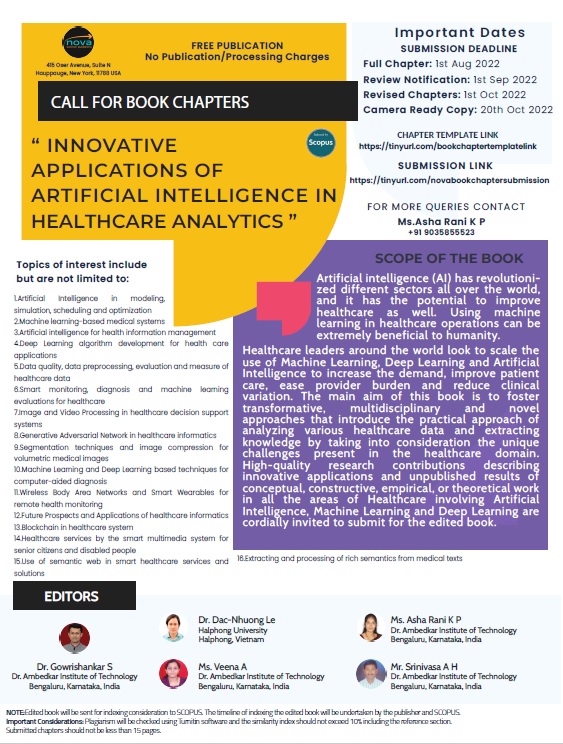 nova
415 Oser Avenue, Suite N
Hauppouge, New York, 11788 USA
FREE PUBLICATION
No Publication/Processing Charges
CALL FOR BOOK CHAPTERS
Scopus
“ INNOVATIVE
APPLICATIONS OF
ARTIFICIAL INTELLIGENCE IN
HEALTHCARE ANALYTICS ”
Important Dates
SUBMISSION DEADLINE
Full Chapter: 1st Aug 2022
Review Notification: 1st Sep 2022
Revised Chapters: 1st Oct 2022
Camera Ready Copy: 20th Oct 2022
CHAPTER TEMPLATE LINK
https://tinyurl.com/bookchaptertemplatelink
SUBMISSION LINK
https://tinyurl.com/novabookchaptersubmission
FOR MORE QUERIES CONTACT
Ms.Asha Rani K P
+91 9035855523
Topics of interest include
but are not limited to:
1.Artificial Intelligence in modeling,
simulation, scheduling and optimization
2.Machine learning-based medical systems
3.Artificial intelligence for health information management
4.Deep Learning algorithm development for health care
applications
5.Data quality, data preprocessing, evaluation and measure of
healthcare data
6.Smart monitoring, diagnosis and machine learning
evaluations for healthcare
7.Image and Video Processing in healthcare decision support
systems
8.Generative Adversarial Network in healthcare informatics
9.Segmentation techniques and image compression for
volumetric medical images
10.Machine Learning and Deep Learning based techniques for
computer-aided diagnosis
11.Wireless Body Area Networks and Smart Wearables for
remote health monitoring
12.Future Prospects and Applications of healthcare informatics
13.Blockchain in healthcare system
14.Healthcare services by the smart multimedia system for
senior citizens and disabled people
15.Use of semantic web in smart healthcare services and
solutions
16.Extracting and processing of rich semantics from medical texts
SCOPE OF THE BOOK
Artificial intelligence (AI) has revolutioni-
zed different sectors all over the world,
and it has the potential to improve
healthcare as well. Using machine
learning in healthcare operations can be
extremely beneficial to humanity.
Healthcare leaders around the world look to scale the
use of Machine Learning, Deep Learning and Artificial
Intelligence to increase the demand, improve patient
care, ease provider burden and reduce clinical
variation. The main aim of this book is to foster
transformative, multidisciplinary and novel
approaches that introduce the practical approach of
analyzing various healthcare data and extracting
knowledge by taking into consideration the unique
challenges present in the healthcare domain.
High-quality research contributions describing
innovative applications and unpublished results of
conceptual, constructive, empirical, or theoretical work
in all the areas of Healthcare involving Artificial
Intelligence, Machine Learning and Deep Learning are
cordially invited to submit for the edited book.
EDITORS
Dr. Gowrishankar S
Dr. Ambedkar Institute of Technology
Bengaluru, Karnataka, India
Dr. Dac-Nhuong Le
Haiphong University
Haiphong, Vietnam
Ms. Veena A
Dr. Ambedkar Institute of Technology
Bengaluru, Karnataka, India
Ms. Asha Rani K P
Dr. Ambedkar Institute of Technology
Bengaluru, Karnataka, India
Mr. Srinivasa A H
Dr. Ambedkar Institute of Technology
Bengaluru, Karnataka, India
NOTE:Edited book will be sent for indexing consideration to SCOPUS. The timeline of indexing the edited book will be undertaken by the publisher and SCOPUS.
Important Considerations: Plagiarism will be checked using Turnitin software and the similarity index should not exceed 10% including the reference section.
Submitted chapters should not be less than 15 pages.